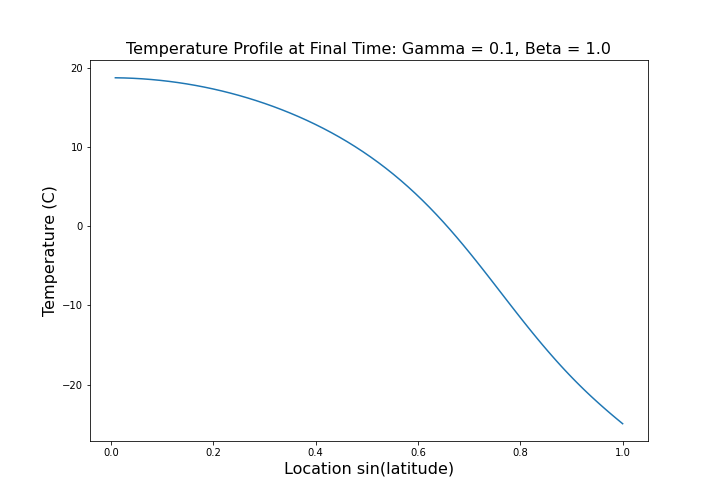 Temperature Profile at Final Time: Gamma = 0.1, Beta = 1.0
20
10
0
−10
−20
Temperature (C)
0.0 0.2 0.4 0.6 0.8 1.0
Location sin(latitude)